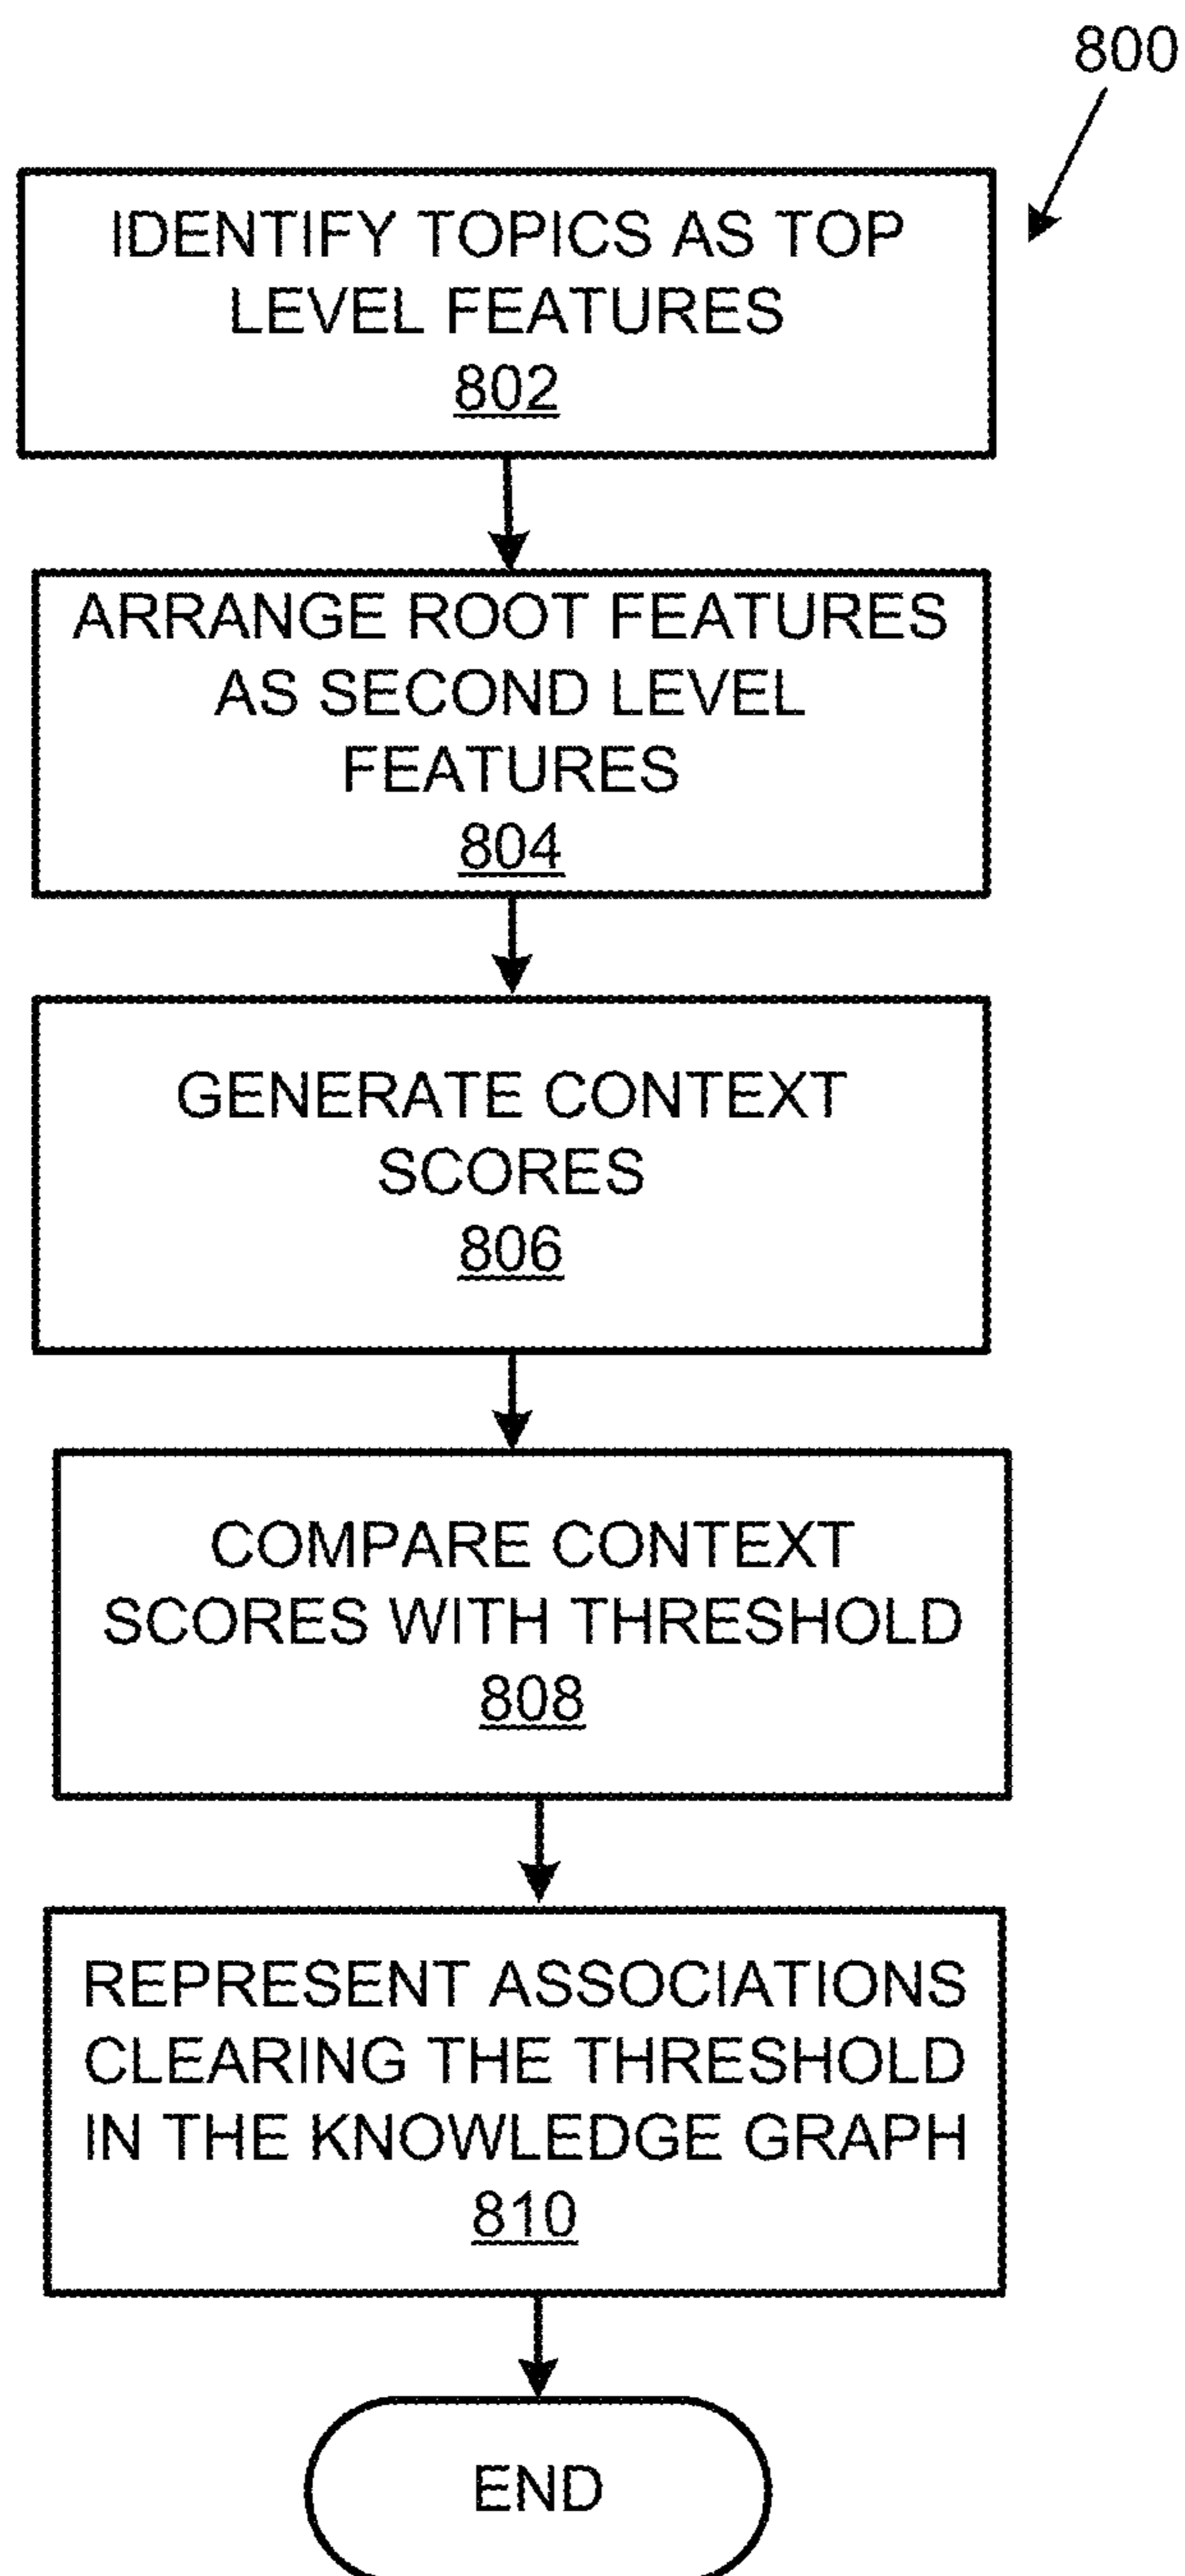 800
IDENTIFY TOPICS AS TOP
LEVEL FEATURES
802
ARRANGE ROOT FEATURES
AS SECOND LEVEL
FEATURES
804
GENERATE CONTEXT
SCORES
806
COMPARE CONTEXT
SCORES WITH THRESHOLD
808
REPRESENT ASSOCIATIONS
CLEARING THE THRESHOLD
IN THE KNOWLEDGE GRAPH
810
END